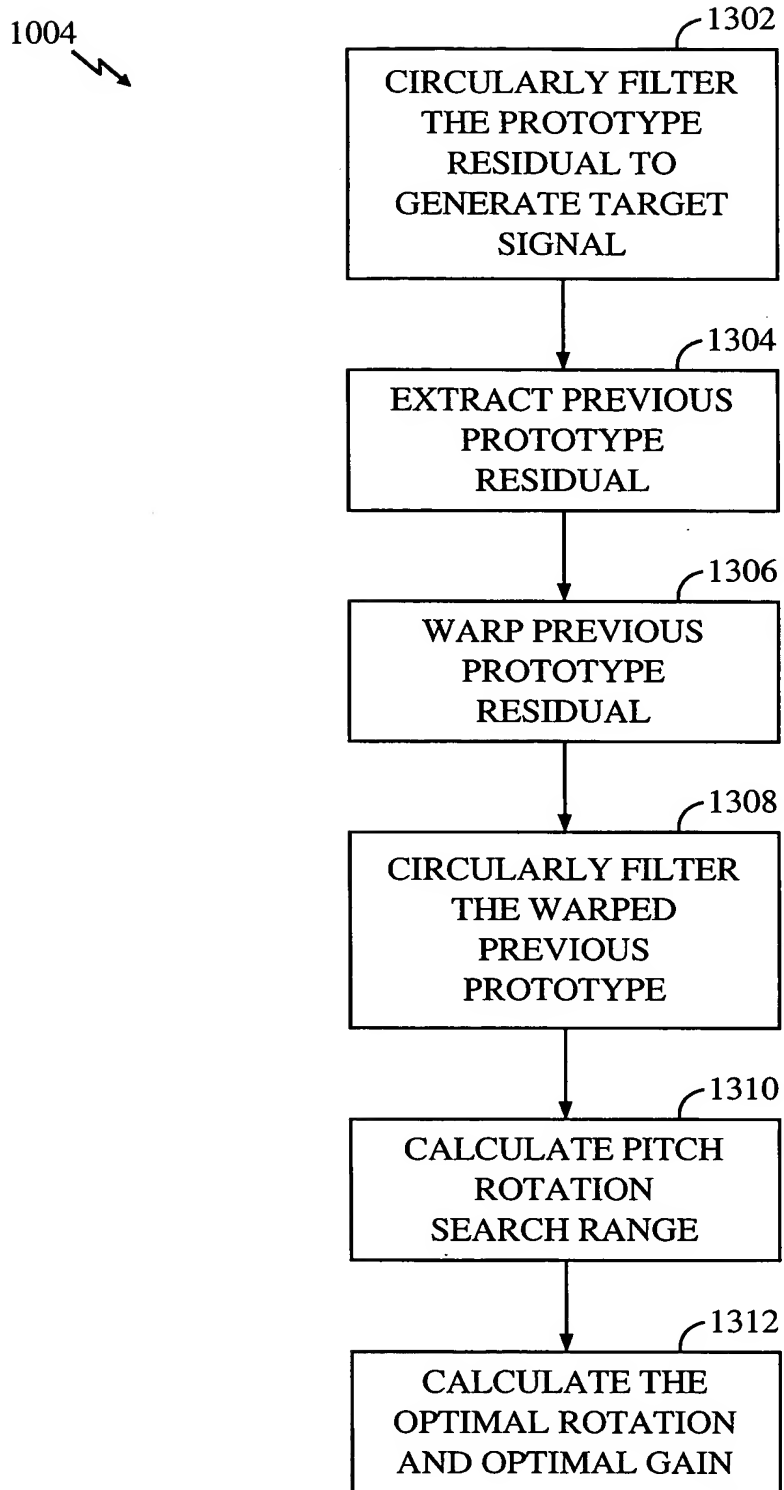 1004
1302
CIRCULARLY FILTER
THE PROTOTYPE
RESIDUAL TO
GENERATE TARGET
SIGNAL
1304
EXTRACT PREVIOUS
PROTOTYPE
RESIDUAL
1306
WARP PREVIOUS
PROTOTYPE
RESIDUAL
1308
CIRCULARLY FILTER
THE WARPED
PREVIOUS
PROTOTYPE
1310
CALCULATE PITCH
ROTATION
SEARCH RANGE
1312
CALCULATE THE
OPTIMAL ROTATION
AND OPTIMAL GAIN